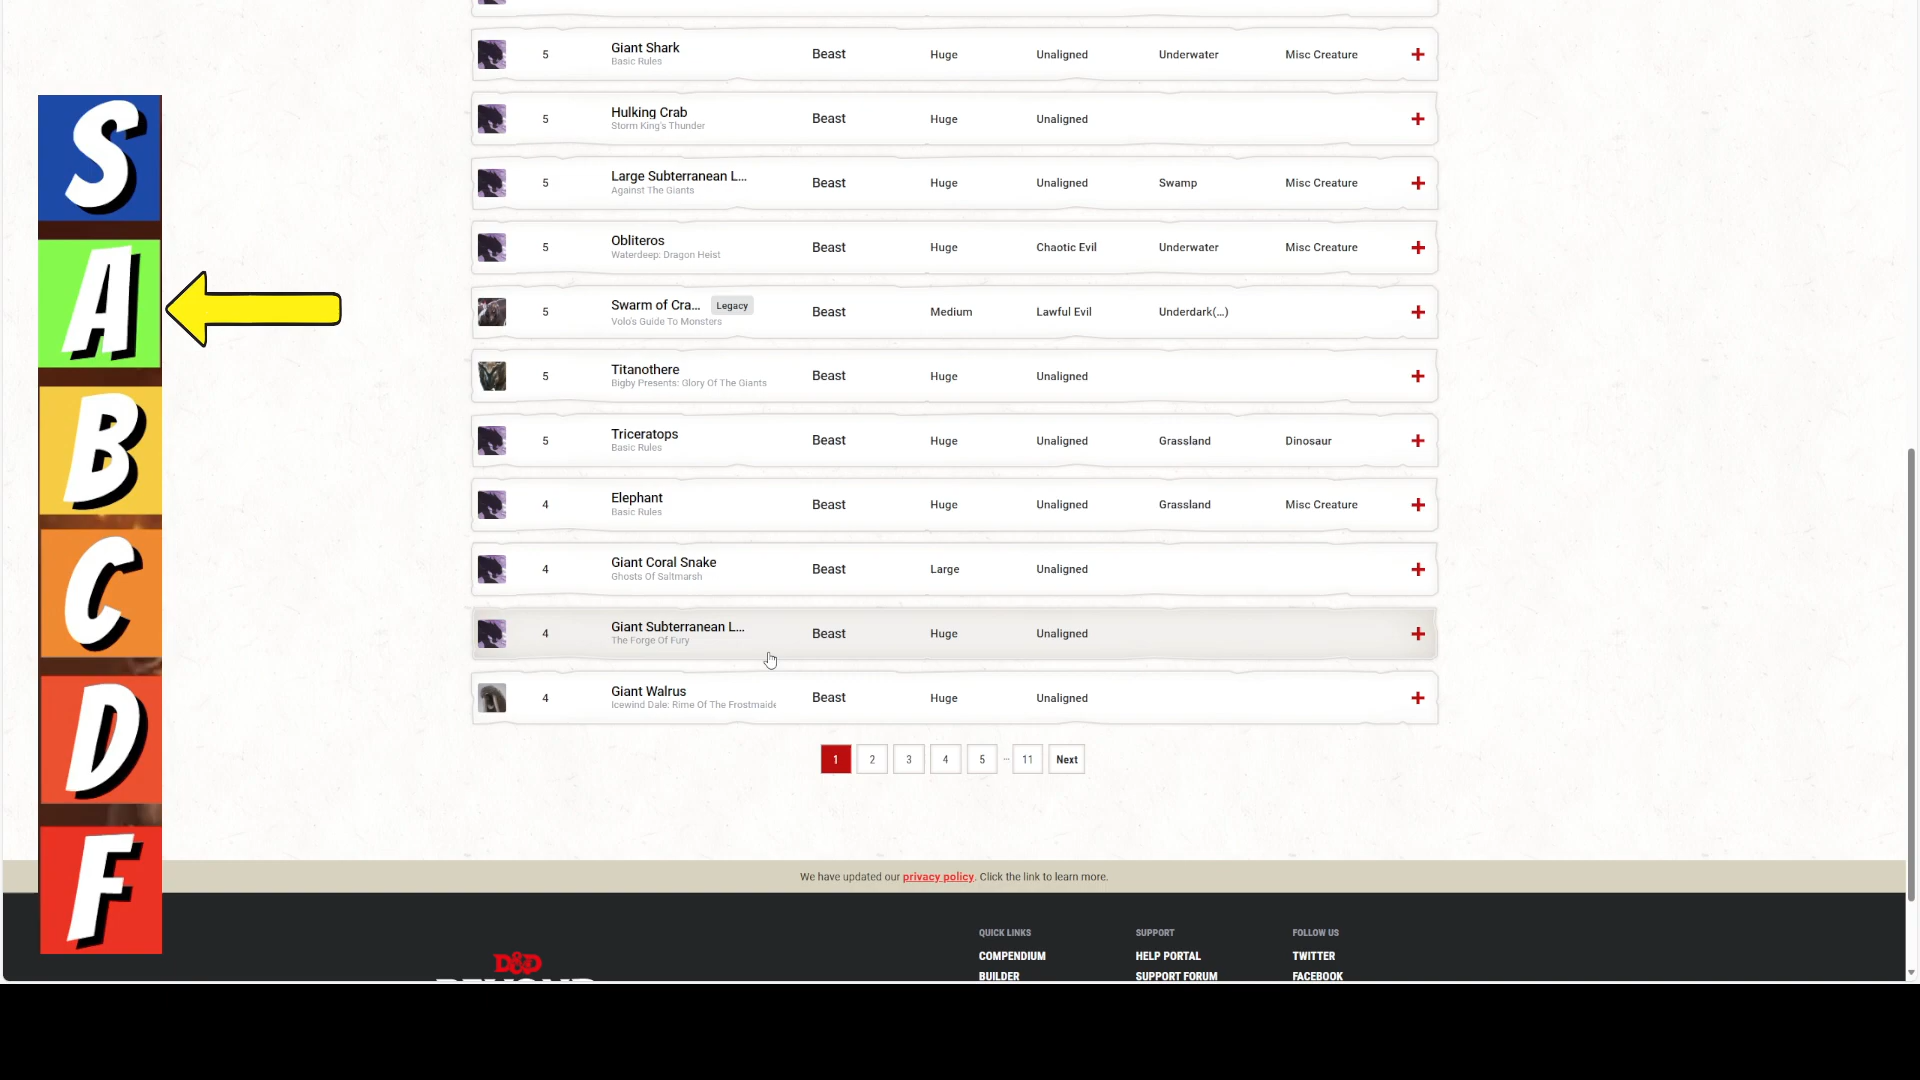 S
A
B
C
D
F
5 Giant Shark Beast Huge Unaligned Underwater Misc Creature +
Basic Rules
5 Hulking Crab Beast Huge Unaligned +
Storm King's Thunder
5 Large Subterranean L... Beast Huge Unaligned Swamp Misc Creature +
Against The Giants
5 Obliteros Beast Huge Chaotic Evil Underwater Misc Creature +
Waterdeep: Dragon Heist
5 Swarm of Cra... Legacy Beast Medium Lawful Evil Underdark(...) +
Volo's Guide To Monsters
5 Titanothere Beast Huge Unaligned +
Bigby Presents: Glory Of The Giants
5 Triceratops Beast Huge Unaligned Grassland Dinosaur +
Basic Rules
4 Elephant Beast Huge Unaligned Grassland Misc Creature +
Basic Rules
4 Giant Coral Snake Beast Large Unaligned +
Ghosts Of Saltmarsh
4 Giant Subterranean L... Beast Huge Unaligned +
The Forge Of Fury
4 Giant Walrus Beast Huge Unaligned +
Icewind Dale: Rime Of The Frostmaide
1 2 3 4 5 ... 11 Next
We have updated our privacy policy. Click the link to learn more.
QUICK LINKS SUPPORT FOLLOW US
D&D COMPENDIUM HELP PORTAL TWITTER
BEYOND BUILDER SUPPORT FORUM FACEBOOK